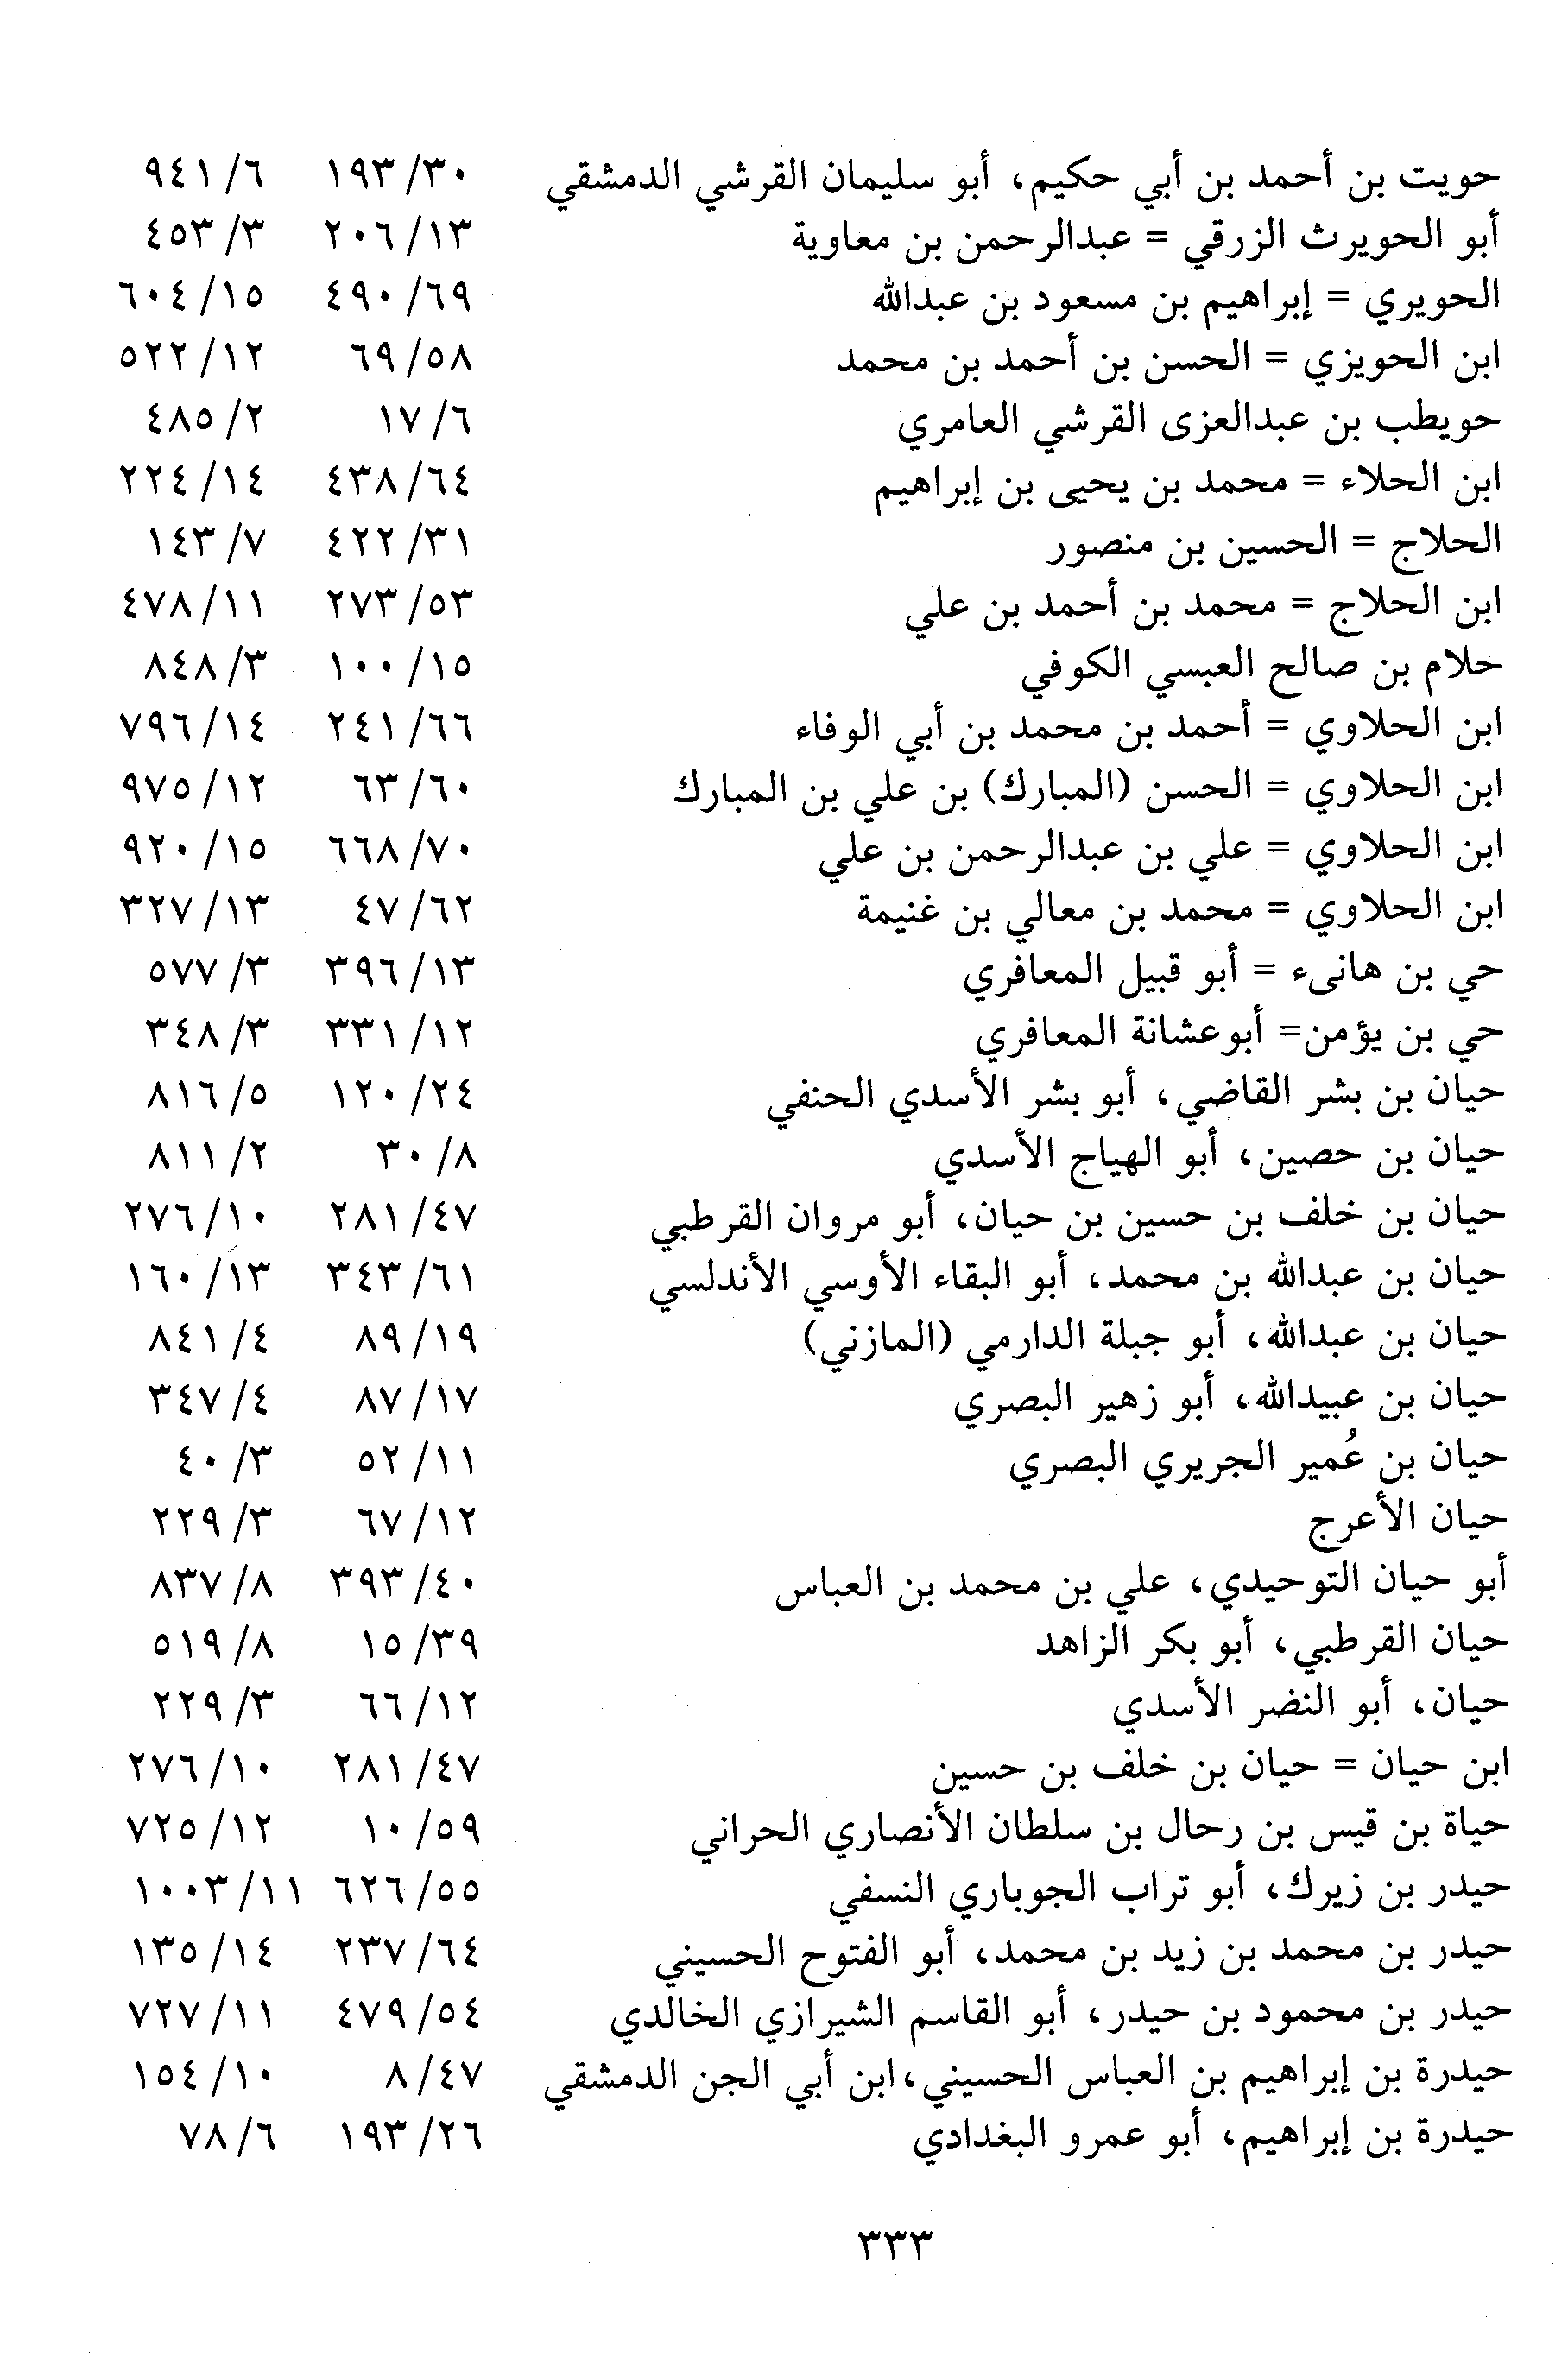 حويت بن أحمد بن أبي حكيم، أبو سليمان القرشي الدمشقي ٣٠/ ١٩٣ ٦/ ٩٤١
أبو الحويرث الزرقي = عبدالرحمن بن معاوية ١٣/ ٢٠٦ ٣/ ٤٥٣
الحويري = إبراهيم بن مسعود بن عبدالله ٦٩/ ٤٩٠ ١٥/ ٦٠٤
ابن الحويزي = الحسن بن أحمد بن محمد ٥٨/ ٦٩ ١٢/ ٥٢٢
حويطب بن عبدالعزى القرشي العامري ٦/ ١٧ ٢/ ٤٨٥
ابن الحلاء = محمد بن يحيى بن إبراهيم ٦٤/ ٤٣٨ ١٤/ ٢٢٤
الحلاج = الحسين بن منصور ٣١/ ٤٢٢ ٧/ ١٤٣
ابن الحلاج = محمد بن أحمد بن علي ٥٣/ ٢٧٣ ١١/ ٤٧٨
حلام بن صالح العبسي الكوفي ١٥/ ١٠٠ ٣/ ٨٤٨
ابن الحلاوي = أحمد بن محمد بن أبي الوفاء ٦٦/ ٢٤١ ١٤/ ٧٩٦
ابن الحلاوي = الحسن (المبارك) بن علي بن المبارك ٦٠/ ٦٣ ١٢/ ٩٧٥
ابن الحلاوي = علي بن عبدالرحمن بن علي ٧٠/ ٦٦٨ ١٥/ ٩٢٠
ابن الحلاوي = محمد بن معالي بن غنيمة ٦٢/ ٤٧ ١٣/ ٣٢٧
حي بن هانىء = أبو قبيل المعافري ١٣/ ٣٩٦ ٣/ ٥٧٧
حي بن يؤمن= أبوعشانة المعافري ١٢/ ٣٣١ ٣/ ٣٤٨
حيان بن بشر القاضي، أبو بشر الأسدي الحنفي ٢٤/ ١٢٠ ٥/ ٨١٦
حيان بن حصين، أبو الهياج الأسدي ٨/ ٣٠ ٢/ ٨١١
حيان بن خلف بن حسين بن حيان، أبو مروان القرطبي ٤٧/ ٢٨١ ١٠/ ٢٧٦
حيان بن عبدالله بن محمد، أبو البقاء الأوسي الأندلسي ٦١/ ٣٤٣ ١٣/ ١٦٠
حيان بن عبدالله، أبو جبلة الدارمي (المازني) ١٩/ ٨٩ ٤/ ٨٤١
حيان بن عبيدالله، أبو زهير البصري ١٧/ ٨٧ ٤/ ٣٤٧
حيان بن عُمير الجريري البصري ١١/ ٥٢ ٣/ ٤٠
حيان الأعرج ١٢/ ٦٧ ٣/ ٢٢٩
أبو حيان التوحيدي، علي بن محمد بن العباس ٤٠/ ٣٩٣ ٨/ ٨٣٧
حيان القرطبي، أبو بكر الزاهد ٣٩/ ١٥ ٨/ ٥١٩
حيان، أبو النضر الأسدي ١٢/ ٦٦ ٣/ ٢٢٩
ابن حيان = حيان بن خلف بن حسين ٤٧/ ٢٨١ ١٠/ ٢٧٦
حياة بن قيس بن رحال بن سلطان الأنصاري الحراني ٥٩/ ١٠ ١٢/ ٧٢٥
حيدر بن زيرك، أبو تراب الجوباري النسفي ٥٥/ ٦٢٦ ١١/ ١٠٠٣
حيدر بن محمد بن زيد بن محمد، أبو الفتوح الحسيني ٦٤/ ٢٣٧ ١٤/ ١٣٥
حيدر بن محمود بن حيدر، أبو القاسم الشيرازي الخالدي ٥٤/ ٤٧٩ ١١/ ٧٢٧
حيدرة بن إبراهيم بن العباس الحسيني، ابن أبي الجن الدمشقي ٤٧/ ٨ ١٠/ ١٥٤
حيدرة بن إبراهيم، أبو عمرو البغدادي ٢٦/ ١٩٣ ٦/ ٧٨
٣٣٣